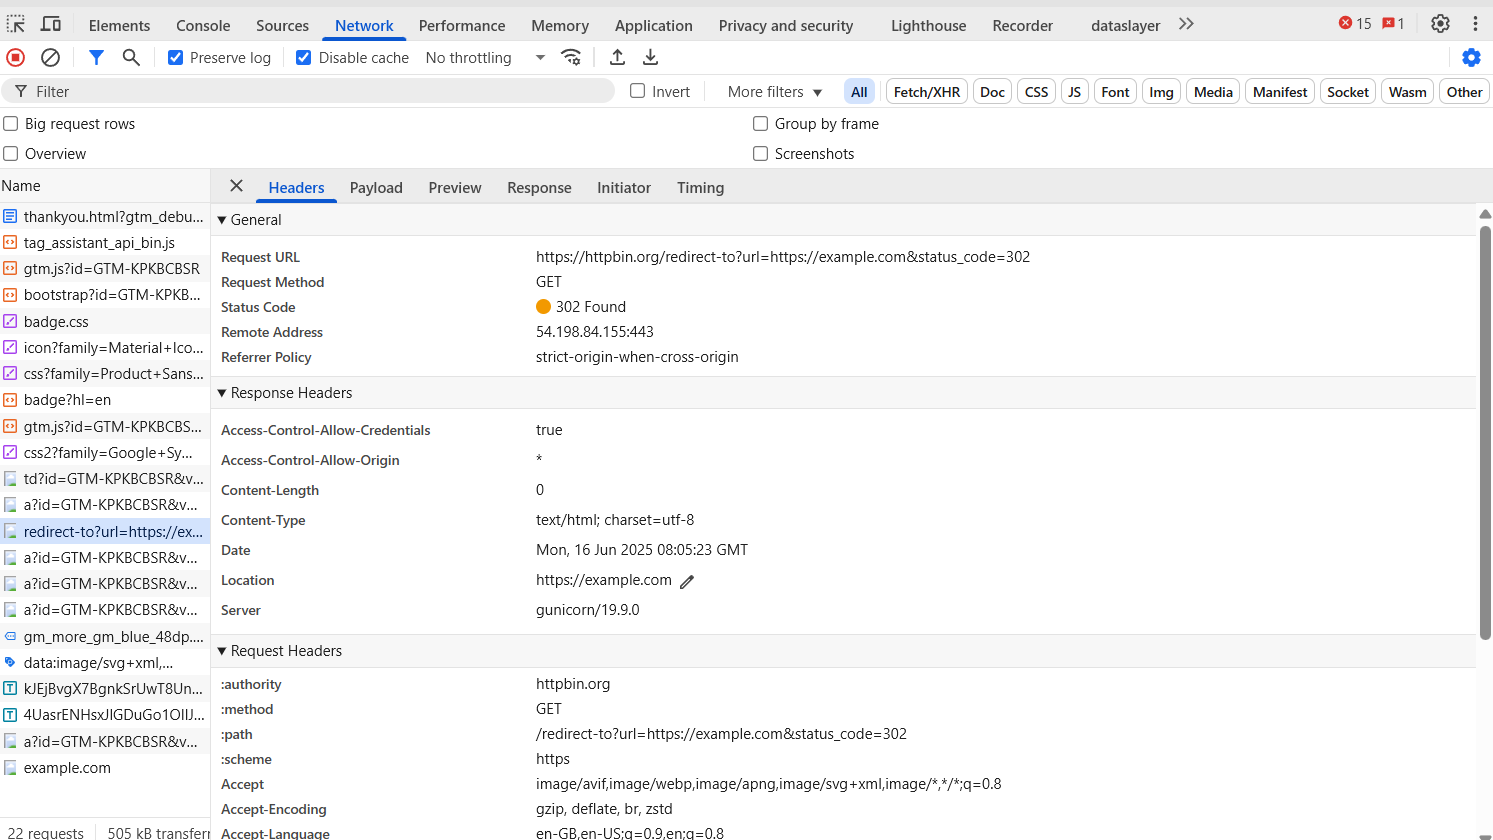 Elements Console Sources Network Performance Memory Application Privacy and security Lighthouse Recorder dataslayer 15 1
Preserve log Disable cache No throttling
Filter Invert More filters All Fetch/XHR Doc CSS JS Font Img Media Manifest Socket Wasm Other
Big request rows Group by frame
Overview Screenshots
Name
thankyou.html?gtm_debu...
tag_assistant_api_bin.js
gtm.js?id=GTM-KPKBCBSR
bootstrap?id=GTM-KPKB...
badge.css
icon?family=Material+Ico...
css?family=Product+Sans...
badge?hl=en
gtm.js?id=GTM-KPKBCBS...
css2?family=Google+Sy...
td?id=GTM-KPKBCBSR&v...
a?id=GTM-KPKBCBSR&v...
redirect-to?url=https://ex...
a?id=GTM-KPKBCBSR&v...
a?id=GTM-KPKBCBSR&v...
a?id=GTM-KPKBCBSR&v...
gm_more_gm_blue_48dp....
data:image/svg+xml,...
kJEjBvgX7BgnkSrUwT8Un...
4UasrENHsxJlGDuGo1OIlJ...
a?id=GTM-KPKBCBSR&v...
example.com
22 requests 505 kB transferr
Headers Payload Preview Response Initiator Timing
General
Request URL https://httpbin.org/redirect-to?url=https://example.com&status_code=302
Request Method GET
Status Code 302 Found
Remote Address 54.198.84.155:443
Referrer Policy strict-origin-when-cross-origin
Response Headers
Access-Control-Allow-Credentials true
Access-Control-Allow-Origin *
Content-Length 0
Content-Type text/html; charset=utf-8
Date Mon, 16 Jun 2025 08:05:23 GMT
Location https://example.com
Server gunicorn/19.9.0
Request Headers
:authority httpbin.org
:method GET
:path /redirect-to?url=https://example.com&status_code=302
:scheme https
Accept image/avif,image/webp,image/apng,image/svg+xml,image/*,*/*;q=0.8
Accept-Encoding gzip, deflate, br, zstd
Accept-Language en-GB,en-US;q=0.9,en;q=0.8